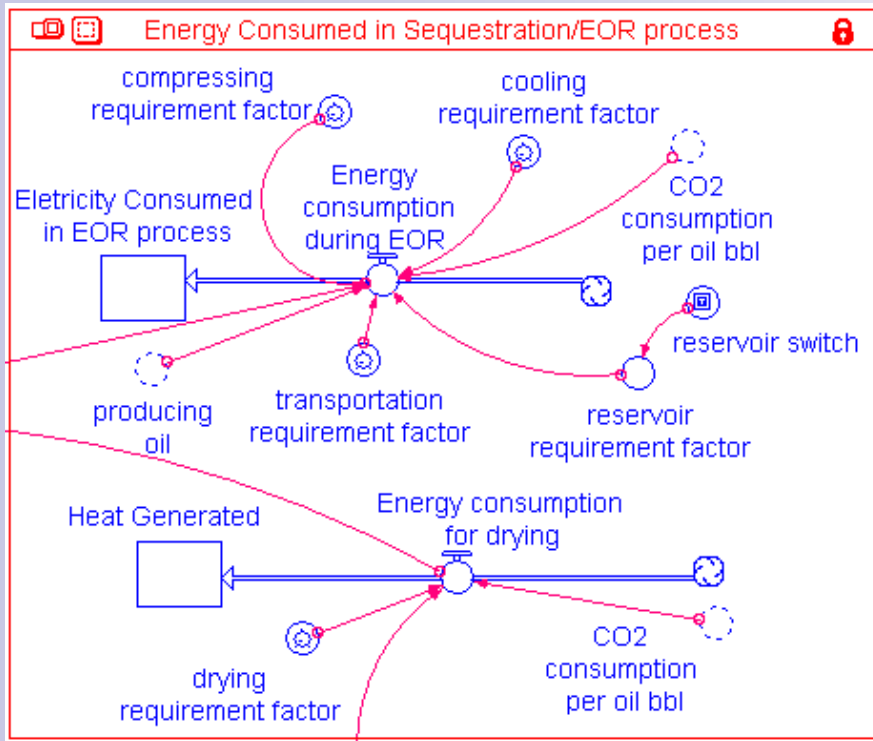 Energy Consumed in Sequestration/EOR process
compressing
requirement factor
cooling
requirement factor
Energy
consumption
during EOR
CO2
consumption
per oil bbl
Eletricity Consumed
in EOR process
reservoir switch
producing
oil
transportation
requirement factor
reservoir
requirement factor
Heat Generated
Energy consumption
for drying
drying
requirement factor
CO2
consumption
per oil bbl